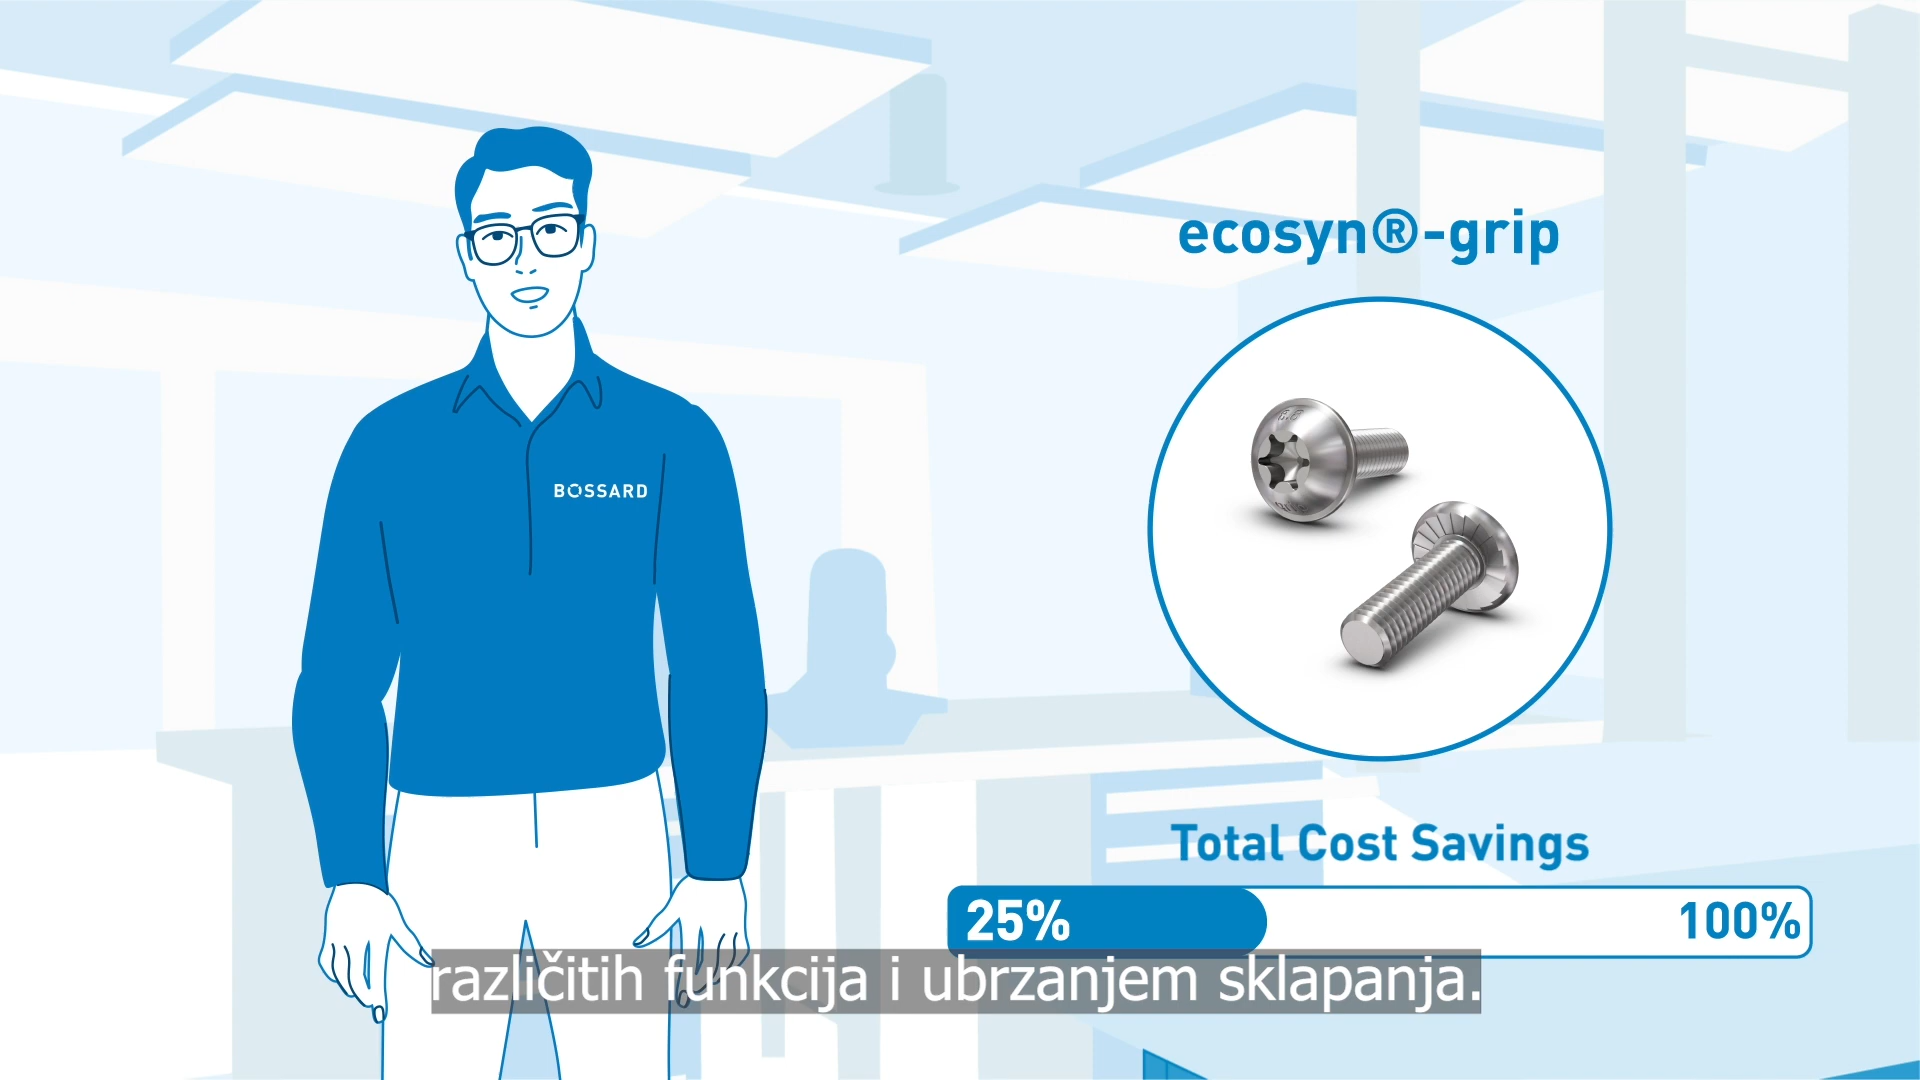 ecosyn®-grip
BOSSARD
Total Cost Savings
25%
100%
različitih funkcija i ubrzanjem sklapanja.